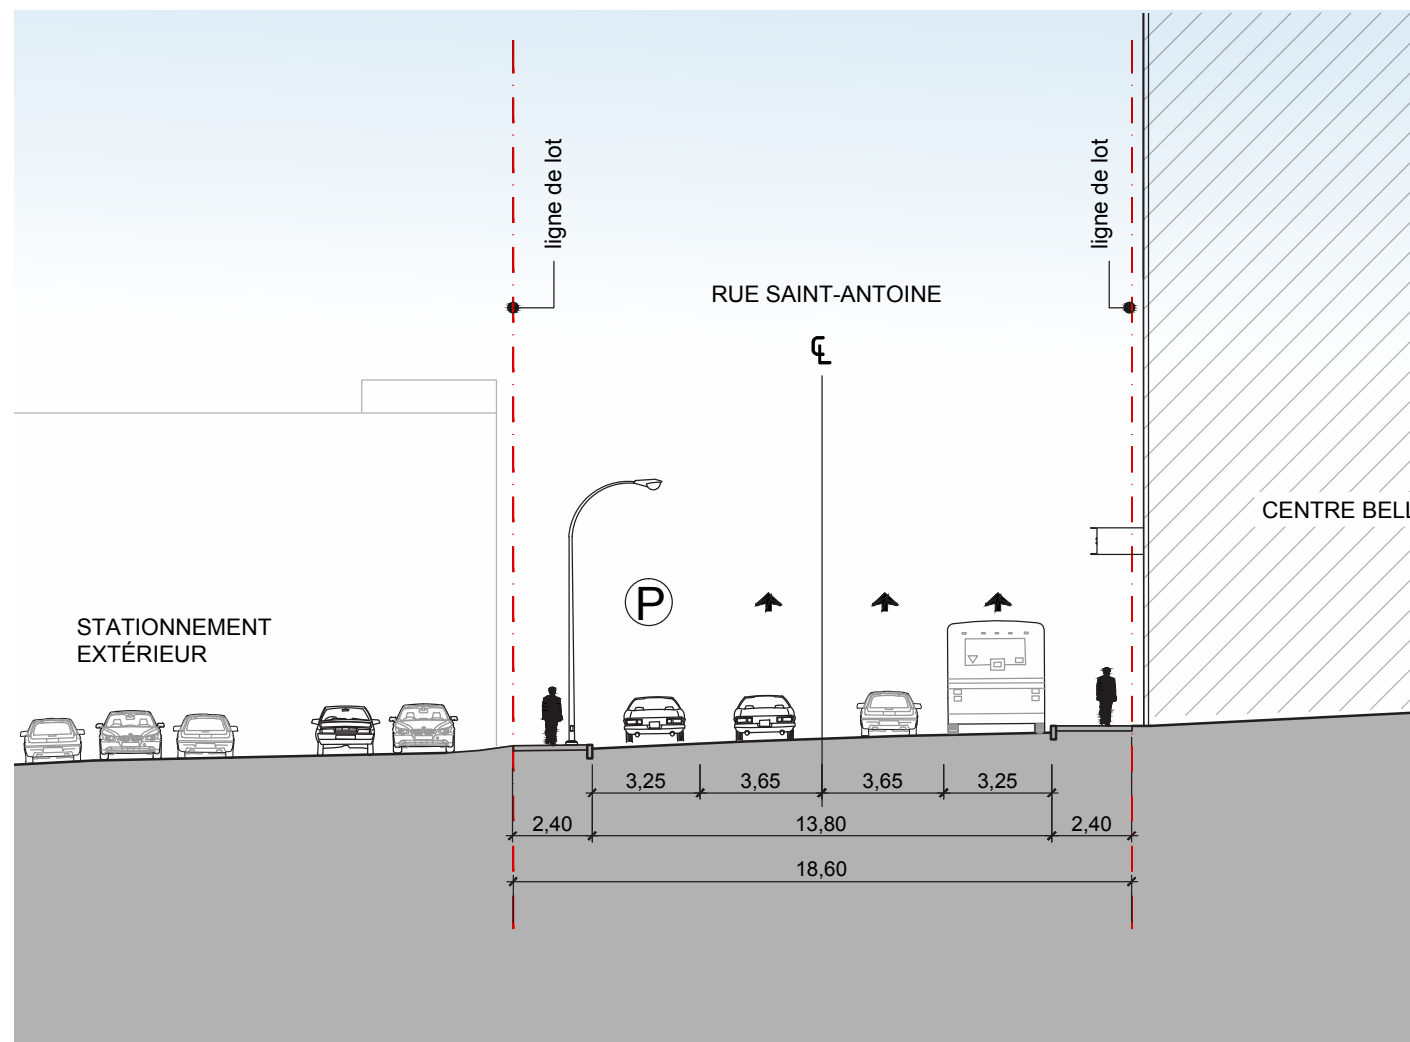 ligne de lot
ligne de lot
RUE SAINT-ANTOINE
CL
CENTRE BELL
P
STATIONNEMENT
EXTÉRIEUR
3,25 3,65 3,65 3,25
2,40 13,80 2,40
18,60